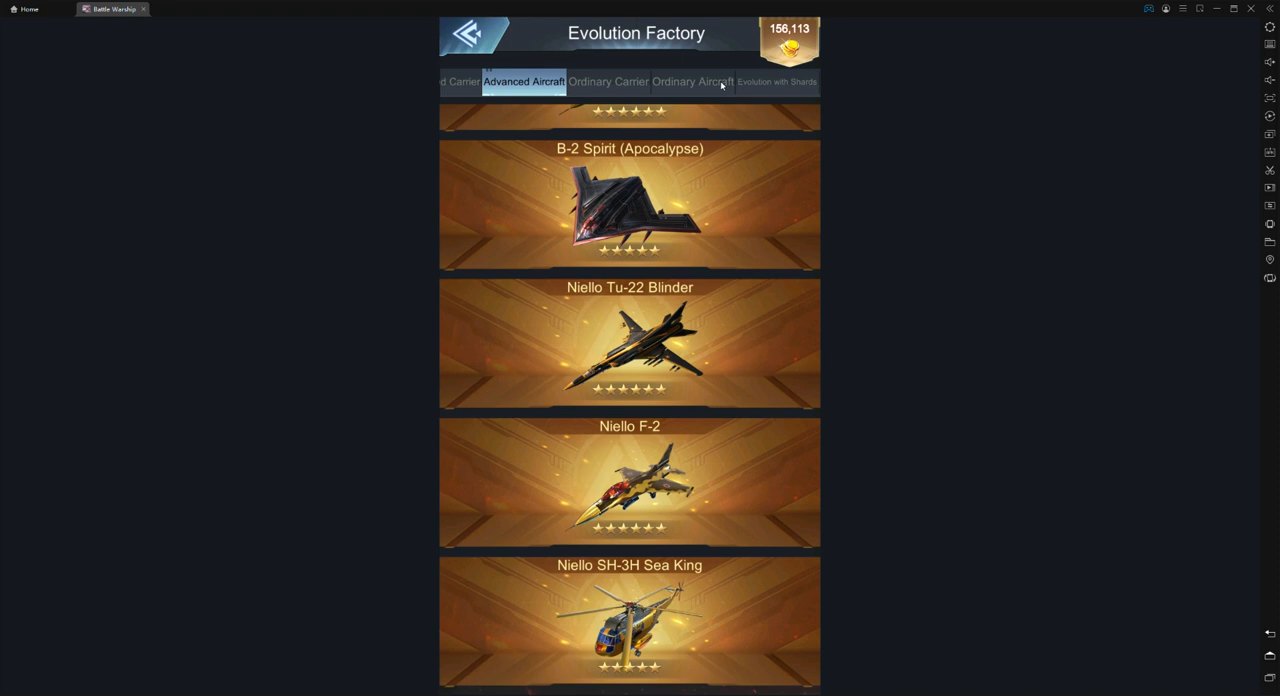 Home
Battle Warship
Evolution Factory
156,113
d Carrier
Advanced Aircraft
Ordinary Carrier
Ordinary Aircraft
Evolution with Shards
B-2 Spirit (Apocalypse)
Niello Tu-22 Blinder
Niello F-2
Niello SH-3H Sea King